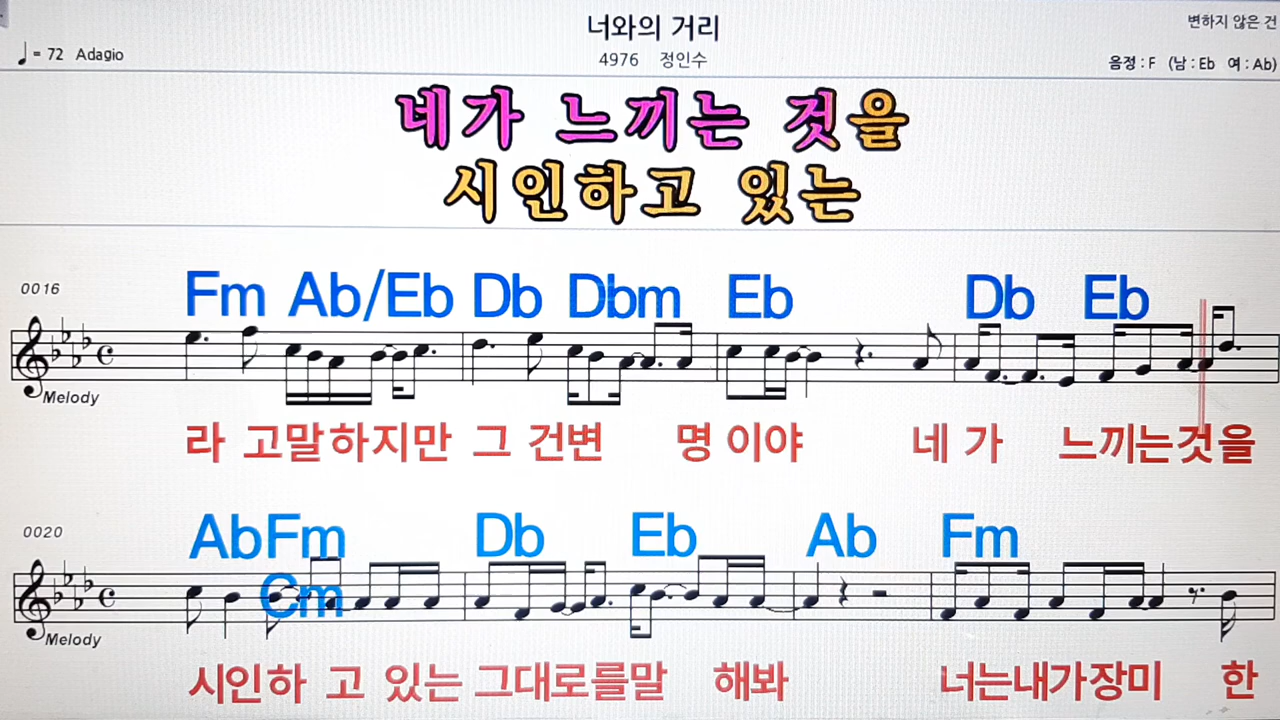 너와의 거리
변하지 않은 건
♩= 72 Adagio
4976 정인수
음정 : F (남 : Eb 여 : Ab)
네가 느끼는 것을
시인하고 있는
0016
Fm Ab/Eb Db Dbm Eb Db Eb
Melody
라 고말하지만 그 건변 명 이야 네 가 느끼는것을
0020
AbFm Db Eb Ab Fm
Cm
Melody
시인하 고 있는 그대로를말 해봐 너는내가장미 한